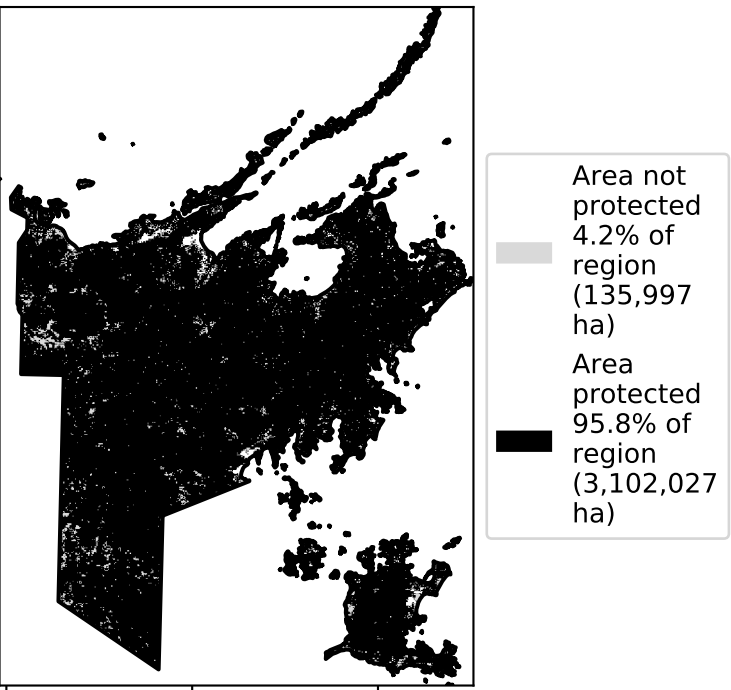 Area not
protected
4.2% of
region
(135,997
ha)
Area
protected
95.8% of
region
(3,102,027
ha)